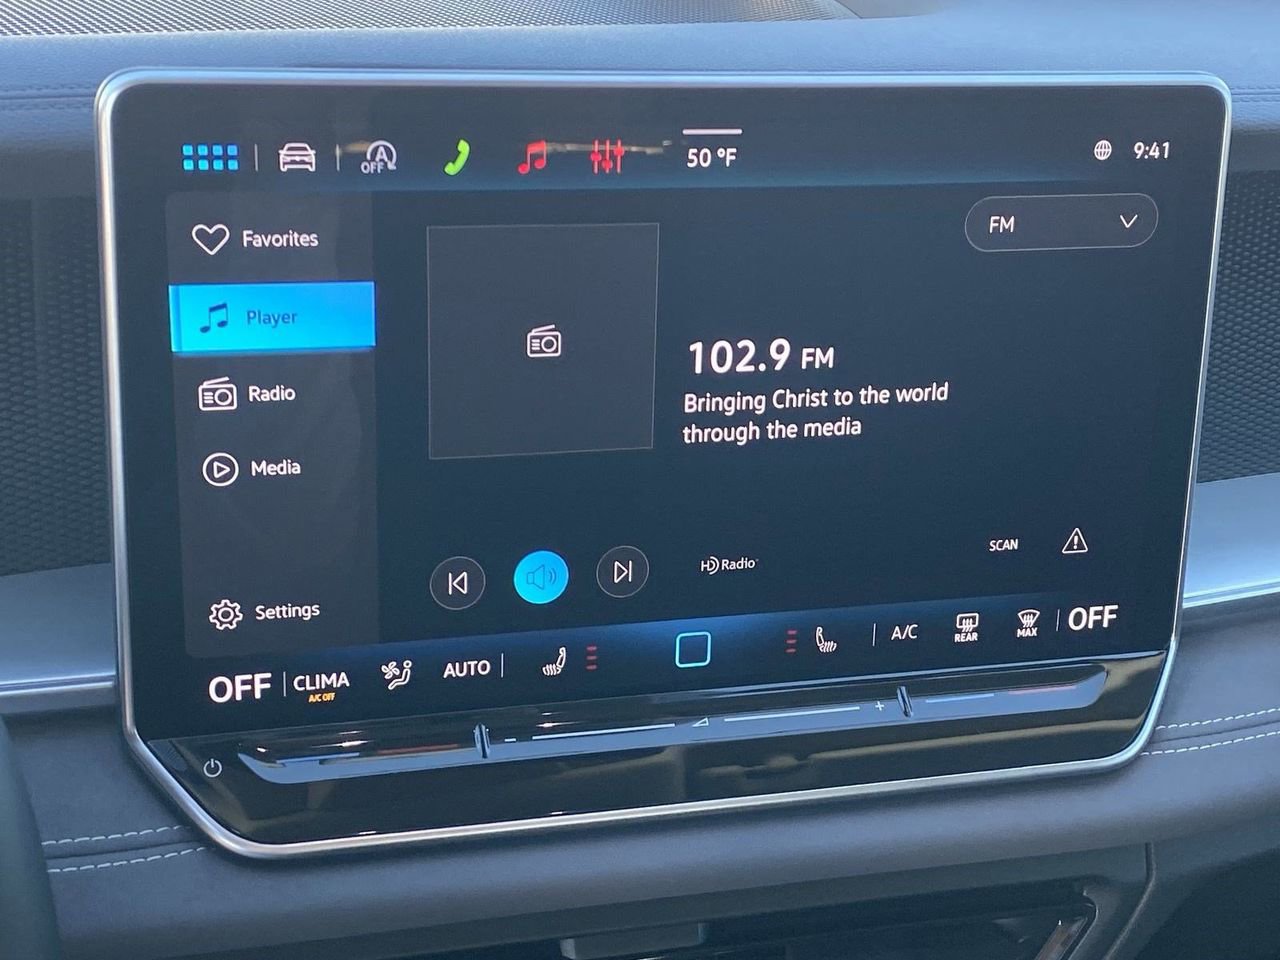 A
OFF
50 °F
9:41
Favorites
FM
Player
102.9 FM
Radio
Bringing Christ to the world
through the media
Media
SCAN
HD Radio
Settings
OFF
CLIMA
A/C OFF
AUTO
A/C
REAR
MAX
OFF
- +